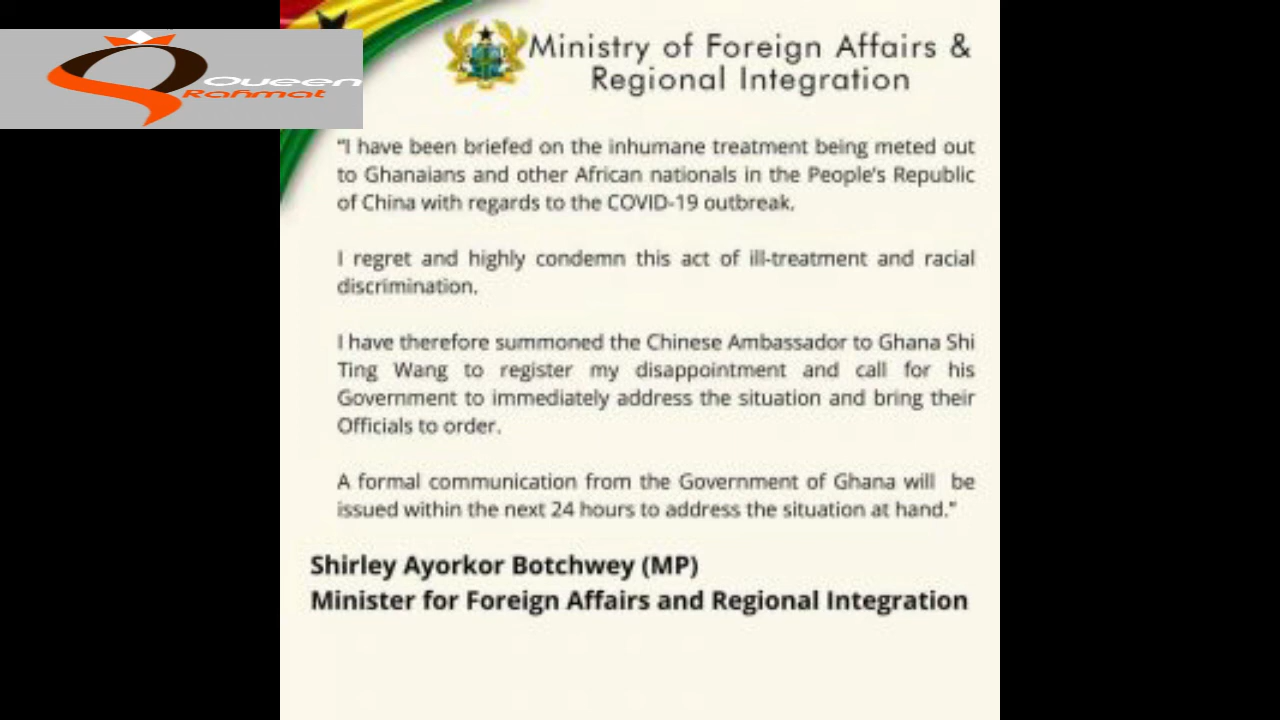 Queen
Rahmat
Ministry of Foreign Affairs &
Regional Integration
“I have been briefed on the inhumane treatment being meted out
to Ghanaians and other African nationals in the People's Republic
of China with regards to the COVID-19 outbreak.
I regret and highly condemn this act of ill-treatment and racial
discrimination.
I have therefore summoned the Chinese Ambassador to Ghana Shi
Ting Wang to register my disappointment and call for his
Government to immediately address the situation and bring their
Officials to order.
A formal communication from the Government of Ghana will be
issued within the next 24 hours to address the situation at hand."
Shirley Ayorkor Botchwey (MP)
Minister for Foreign Affairs and Regional Integration